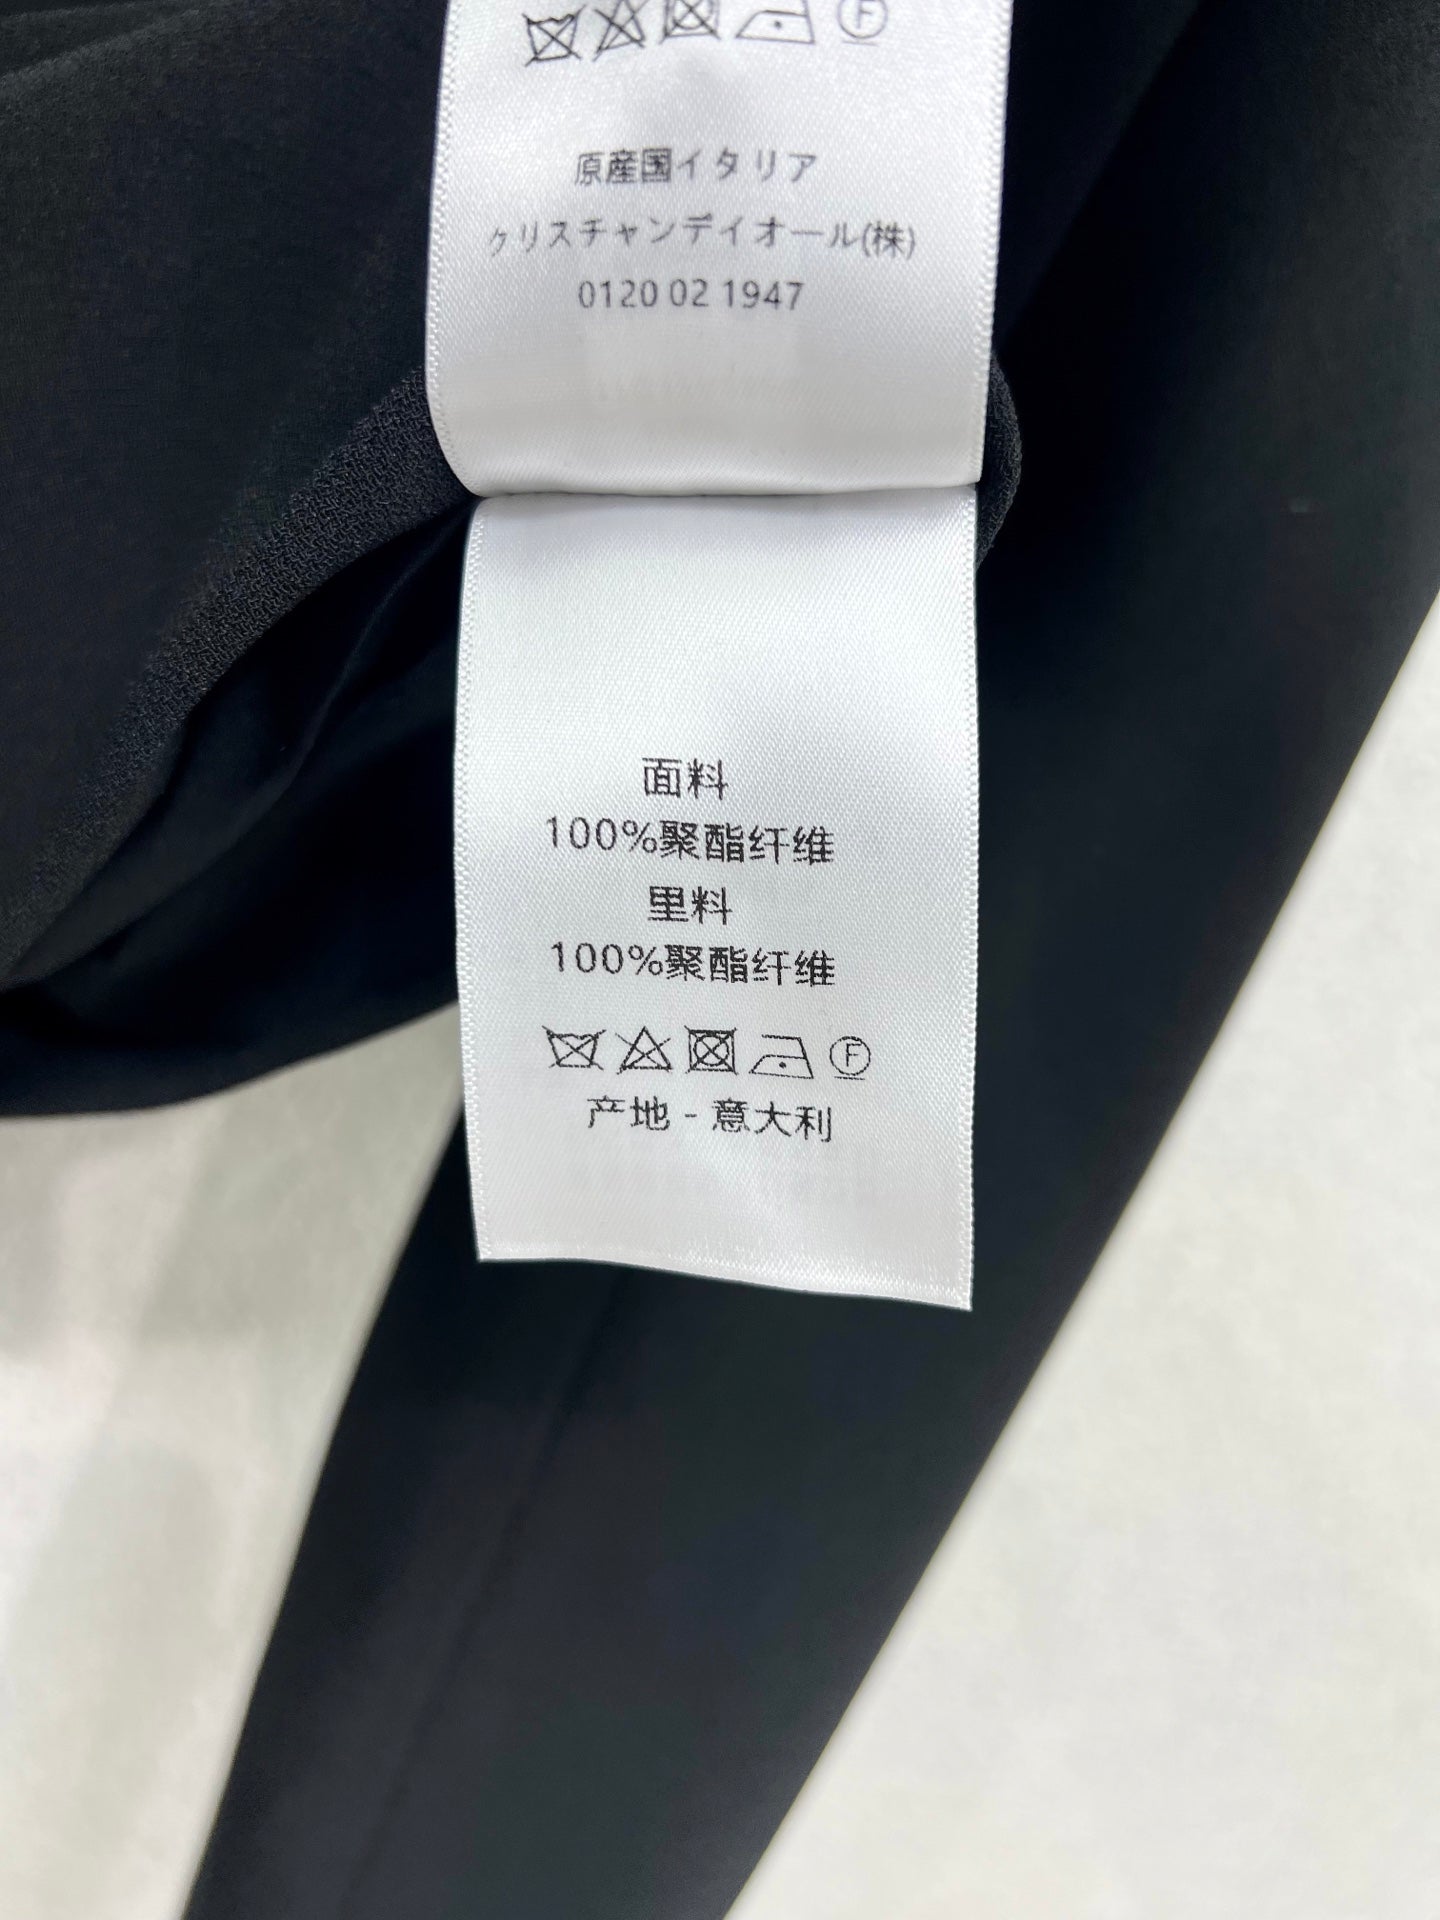 原産国イタリア
クリスチャンデイオール(株)
0120 02 1947
面料
100%聚酯纤维
里料
100%聚酯纤维
F
产地 - 意大利